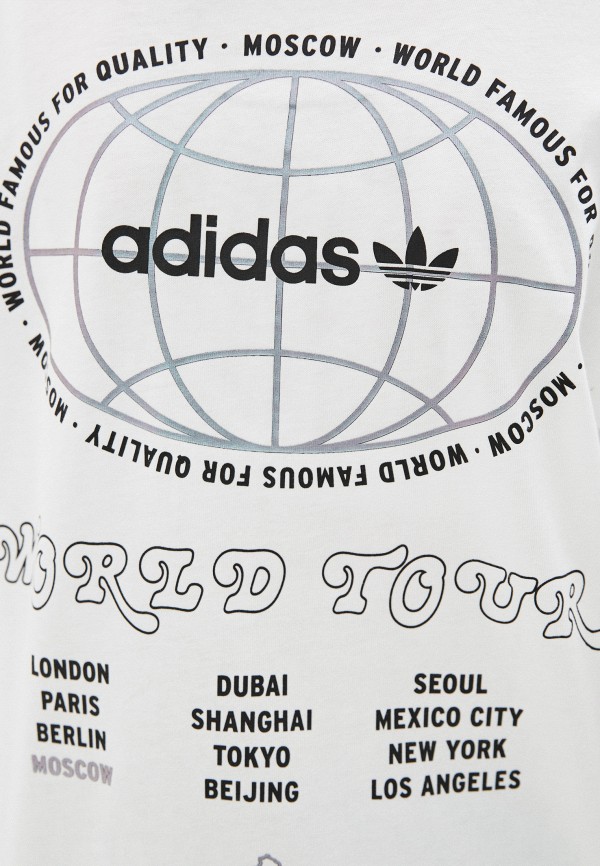 WORLD FAMOUS FOR QUALITY · MOSCOW · WORLD FAMOUS FOR
adidas
MOSCOW · WORLD FAMOUS FOR QUALITY ·
WORLD TOUR
LONDON
PARIS
BERLIN
MOSCOW
DUBAI
SHANGHAI
TOKYO
BEIJING
SEOUL
MEXICO CITY
NEW YORK
LOS ANGELES